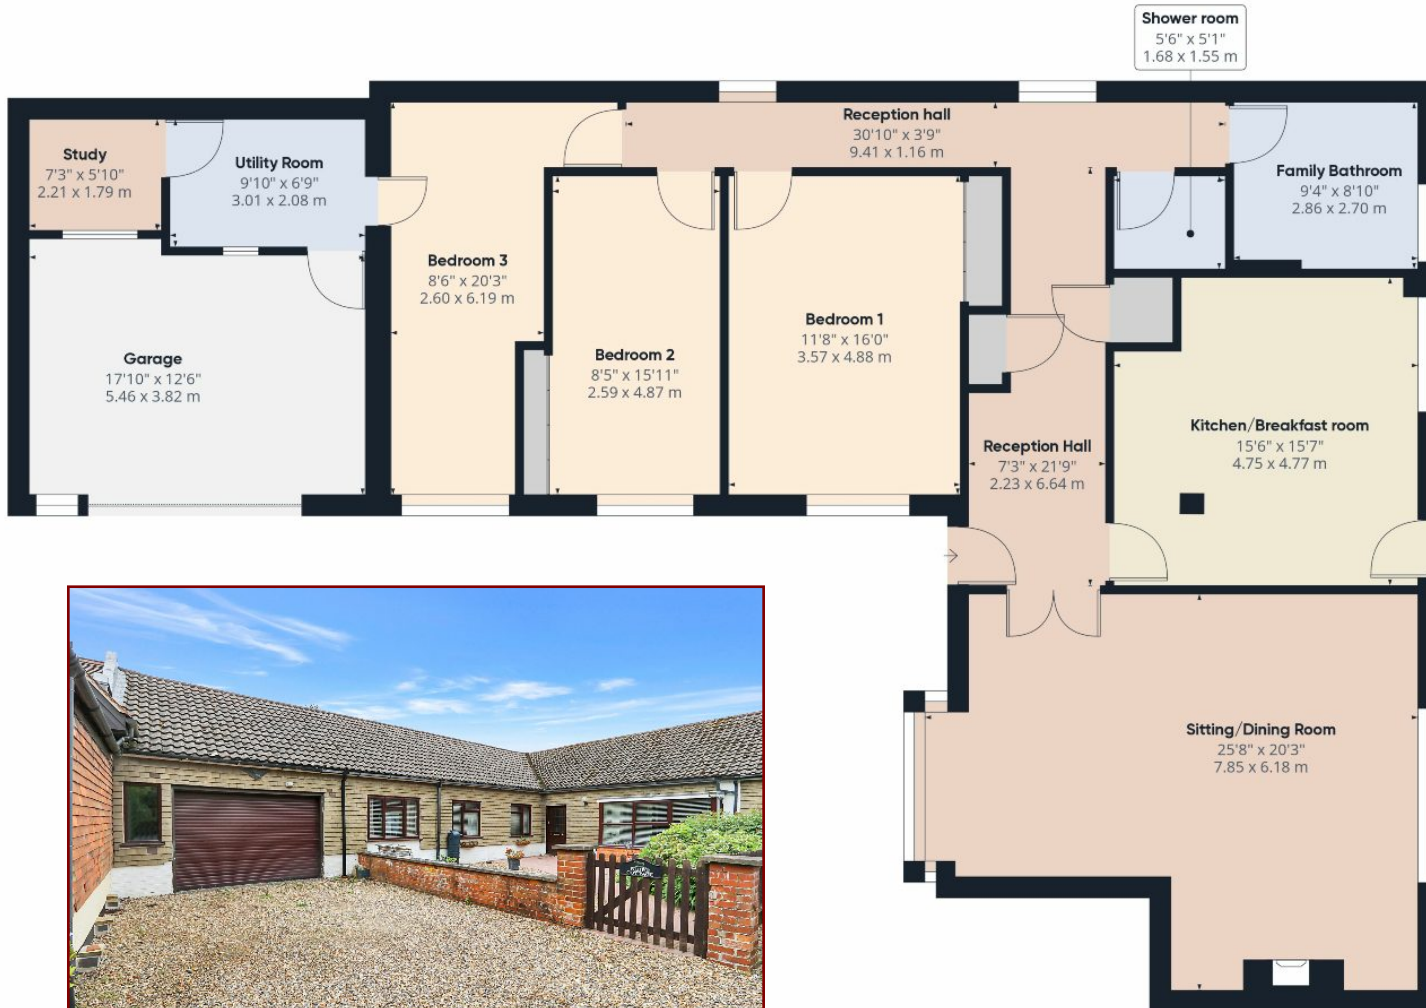 Shower room
5'6" x 5'1"
1.68 x 1.55 m
Reception hall
30'10" x 3'9"
9.41 x 1.16 m
Study
7'3" x 5'10"
2.21 x 1.79 m
Utility Room
9'10" x 6'9"
3.01 x 2.08 m
Family Bathroom
9'4" x 8'10"
2.86 x 2.70 m
Bedroom 3
8'6" x 20'3"
2.60 x 6.19 m
Bedroom 1
11'8" x 16'0"
3.57 x 4.88 m
Garage
17'10" x 12'6"
5.46 x 3.82 m
Bedroom 2
8'5" x 15'11"
2.59 x 4.87 m
Kitchen/Breakfast room
15'6" x 15'7"
4.75 x 4.77 m
Reception Hall
7'3" x 21'9"
2.23 x 6.64 m
Sitting/Dining Room
25'8" x 20'3"
7.85 x 6.18 m